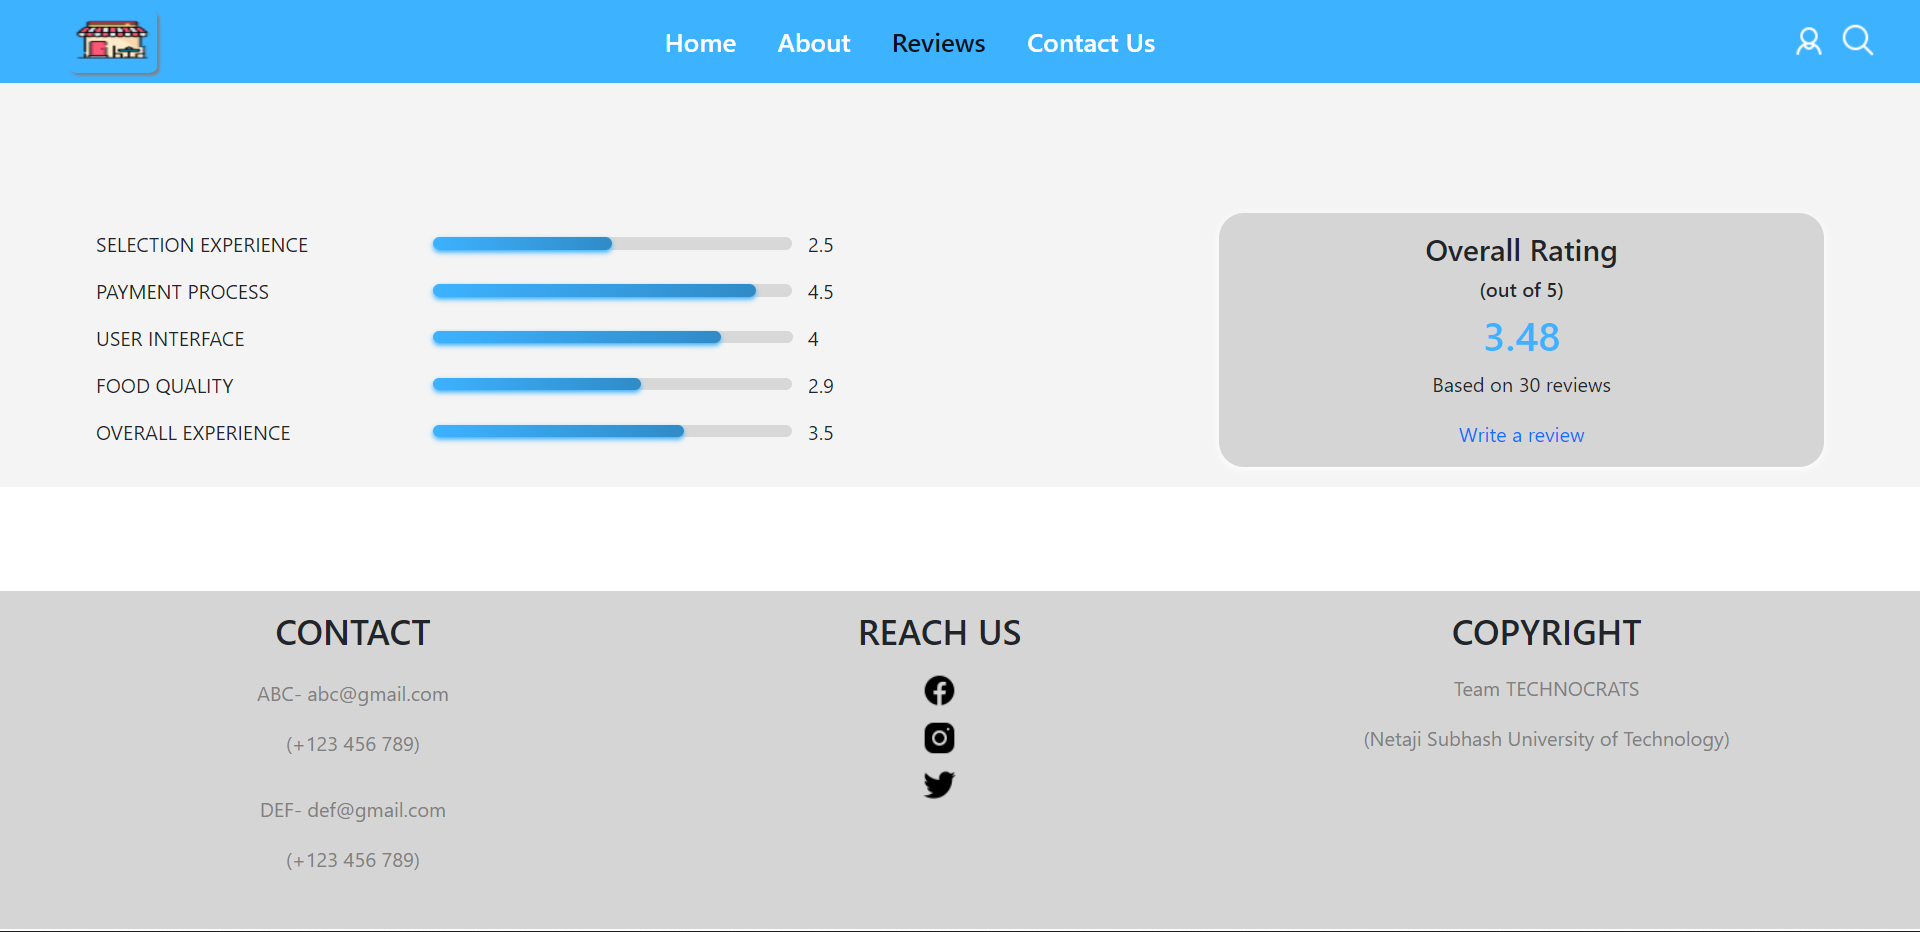 Home About Reviews Contact Us
SELECTION EXPERIENCE 2.5
PAYMENT PROCESS 4.5
USER INTERFACE 4
FOOD QUALITY 2.9
OVERALL EXPERIENCE 3.5
Overall Rating
(out of 5)
3.48
Based on 30 reviews
Write a review
CONTACT
ABC- abc@gmail.com
(+123 456 789)
DEF- def@gmail.com
(+123 456 789)
REACH US
COPYRIGHT
Team TECHNOCRATS
(Netaji Subhash University of Technology)